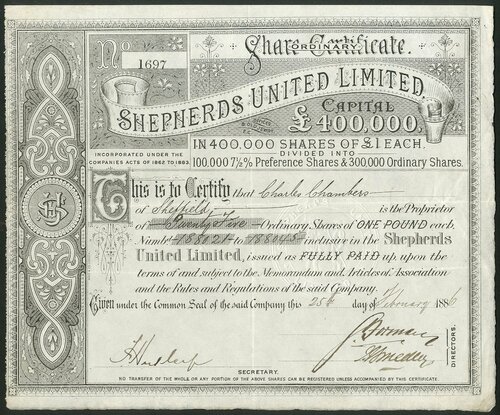 Share Certificate.
ORDINARY
No 1697
SHEPHERDS UNITED LIMITED.
CAPITAL
£400,000.
IN 400,000 SHARES OF £1 EACH.
DIVIDED INTO
100,000 7½% Preference Shares & 300,000 Ordinary Shares.
INCORPORATED UNDER THE
COMPANIES ACTS OF 1862 TO 1883.
This is to Certify that Charles Chambers
of Sheffield is the Proprietor
of Twenty Five Ordinary Shares of ONE POUND each,
Numbd 188021 to 188045 inclusive in the Shepherds
United Limited, issued as FULLY PAID up upon the
terms of and subject to the Memorandum and Articles of Association
and the Rules and Regulations of the said Company.
Given under the Common Seal of the said Company this 25th day of February 1886
DIRECTORS.
SECRETARY.
NO TRANSFER OF THE WHOLE OR ANY PORTION OF THE ABOVE SHARES CAN BE REGISTERED UNLESS ACCOMPANIED BY THIS CERTIFICATE.